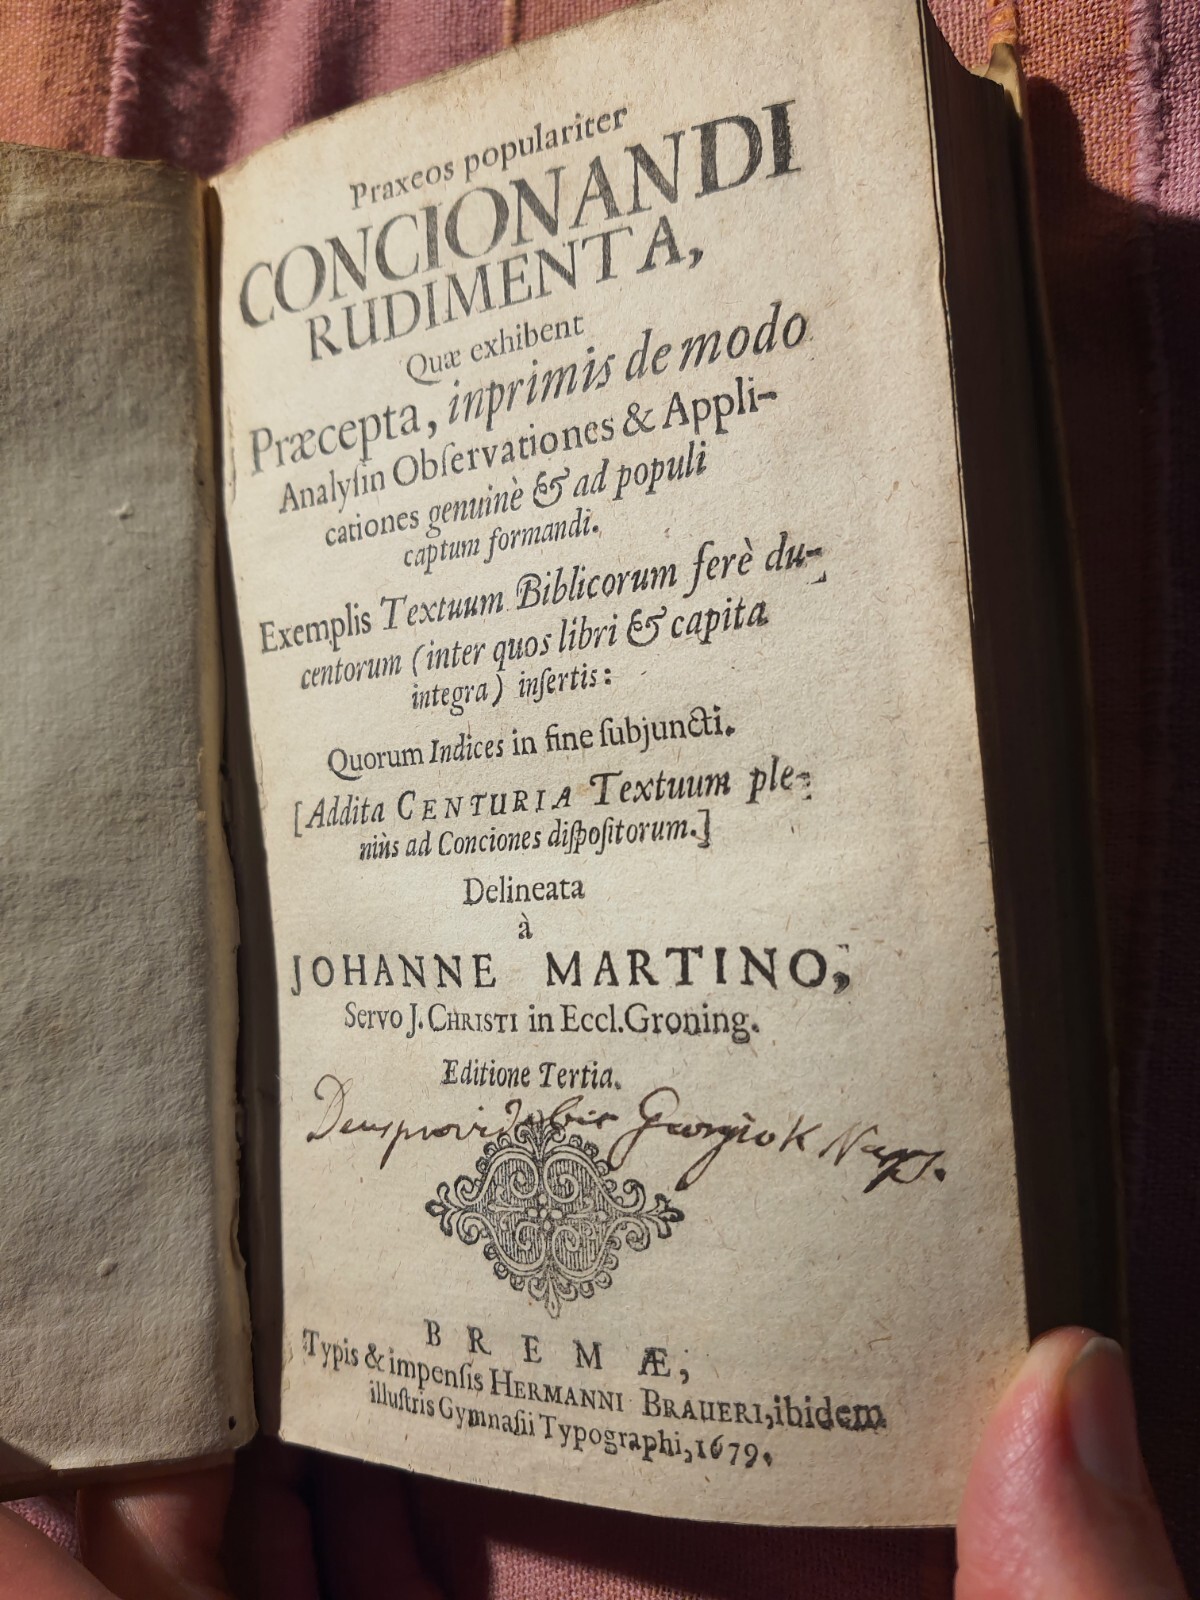 Praxeos populariter
CONCIONANDI
RUDIMENTA,
Quæ exhibent
Præcepta, inprimis de modo
Analyſin Obſervationes & Appli-
cationes genuinè & ad populi
captum formandi.
Exemplis Textuum Biblicorum ferè du-
centorum (inter quos libri & capita
integra) inſertis:
Quorum Indices in fine ſubjuncti.
[Addita CENTURIA Textuum ple-
niùs ad Conciones diſpoſitorum.]
Delineata
à
JOHANNE MARTINO,
Servo J. CHRISTI in Eccl. Groning.
Editione Tertia.
Deus providebit Georgio K
BREMÆ,
Typis & impenſis HERMANNI BRAUERI, ibidem
illuſtris Gymnaſii Typographi, 1679.